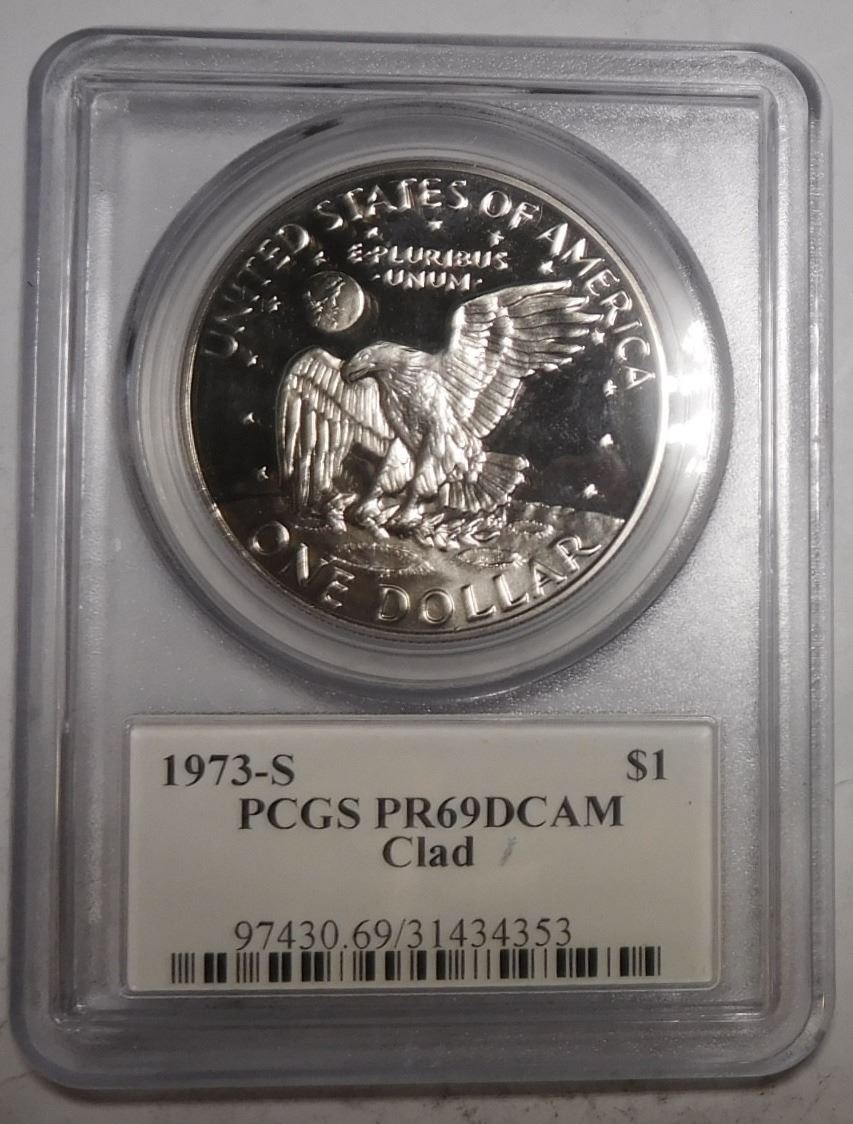 UNITED STATES OF AMERICA
E·PLURIBUS
·UNUM·
ONE DOLLAR
1973-S $1
PCGS PR69DCAM
Clad
97430.69/31434353